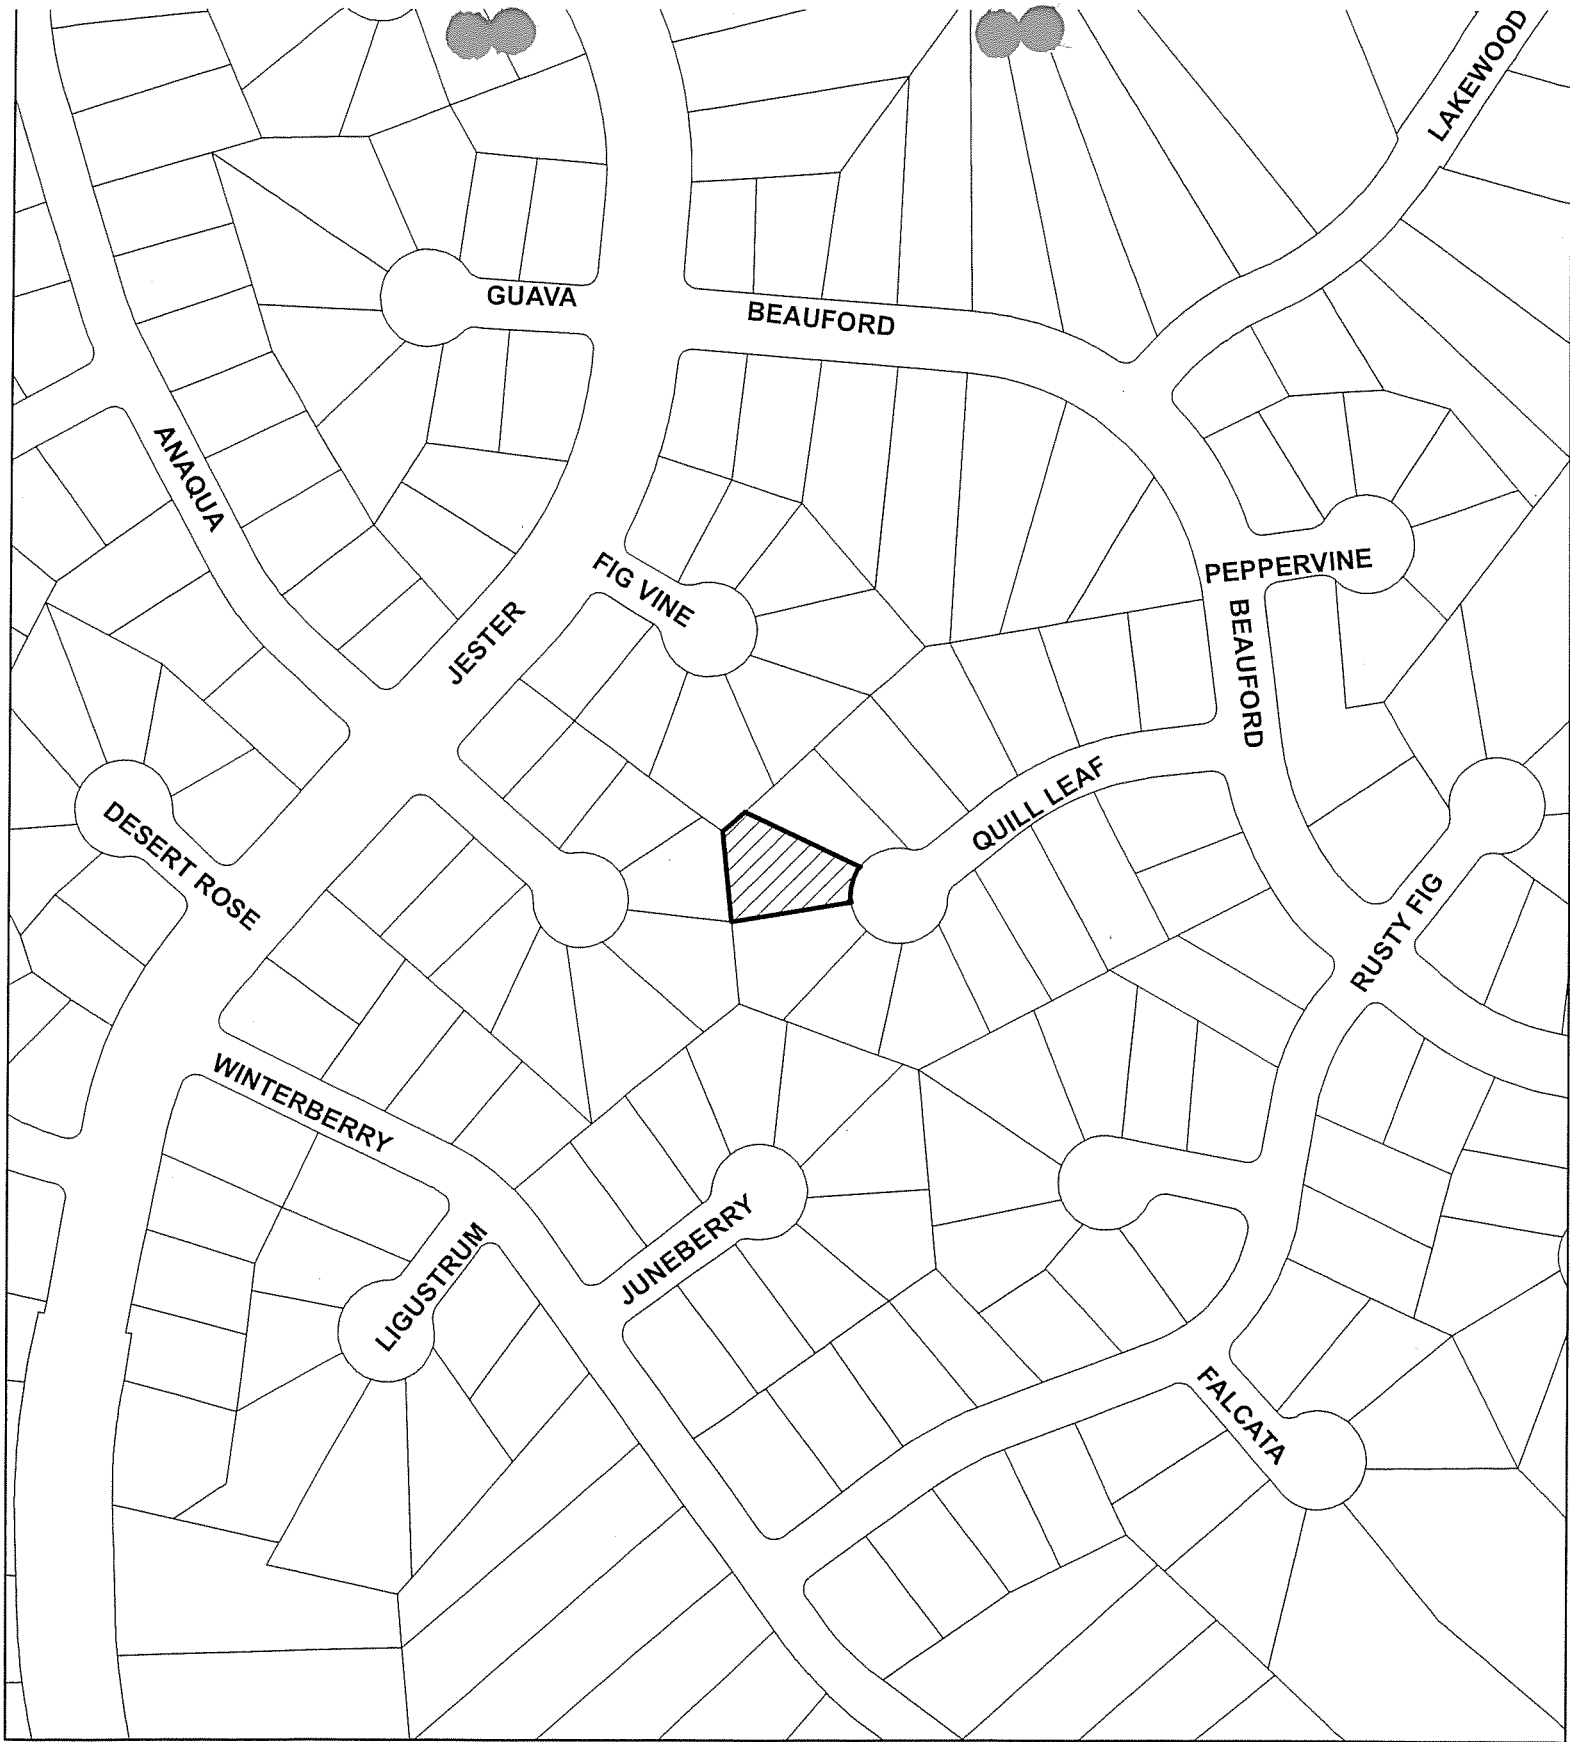 LAKEWOOD
GUAVA
BEAUFORD
ANAQUA
FIG VINE
PEPPERVINE
JESTER
BEAUFORD
QUILL LEAF
DESERT ROSE
RUSTY FIG
WINTERBERRY
JUNEBERRY
LIGUSTRUM
FALCATA